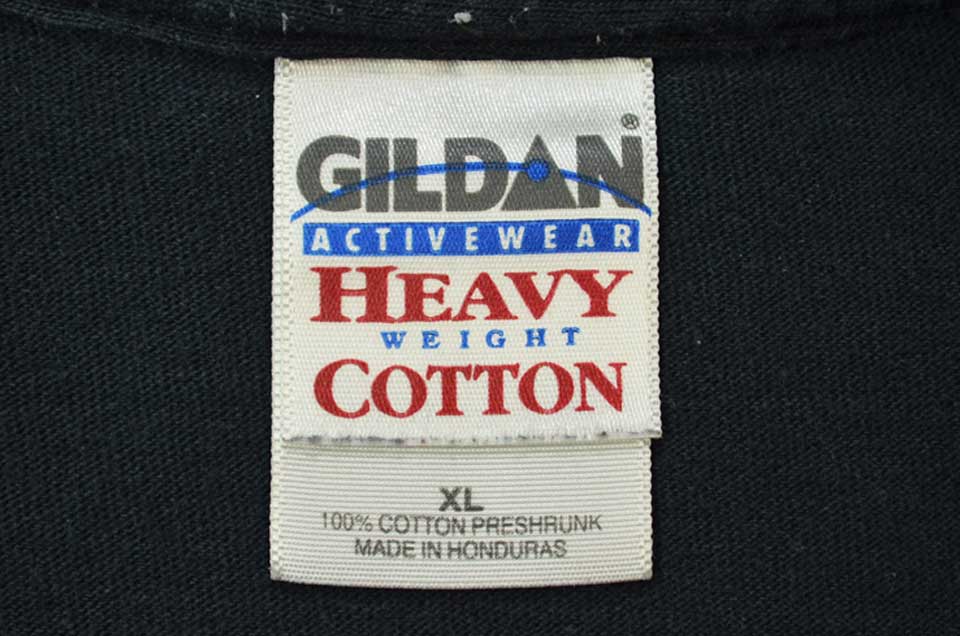 GILDAN®
ACTIVEWEAR
HEAVY
WEIGHT
COTTON
XL
100% COTTON PRESHRUNK
MADE IN HONDURAS